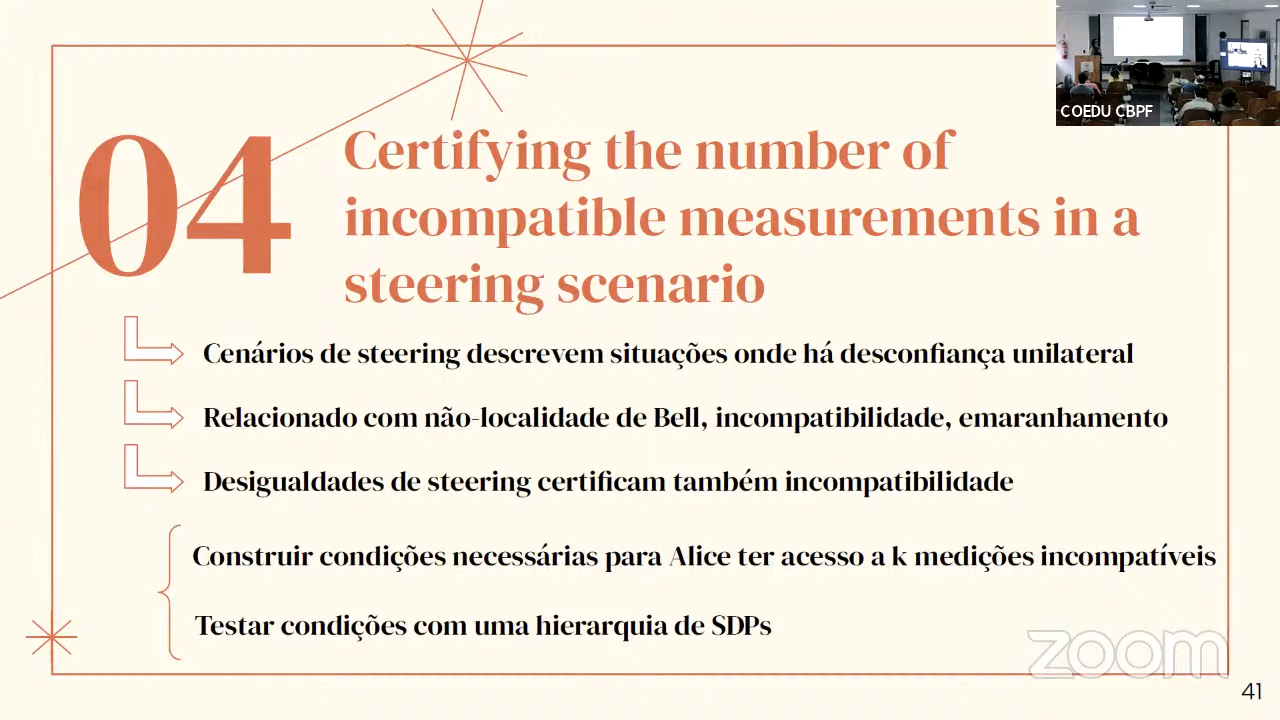 COEDU CBPF
04
Certifying the number of
incompatible measurements in a
steering scenario
Cenários de steering descrevem situações onde há desconfiança unilateral
Relacionado com não-localidade de Bell, incompatibilidade, emaranhamento
Desigualdades de steering certificam também incompatibilidade
Construir condições necessárias para Alice ter acesso a k medições incompatíveis
Testar condições com uma hierarquia de SDPs
zoom
41